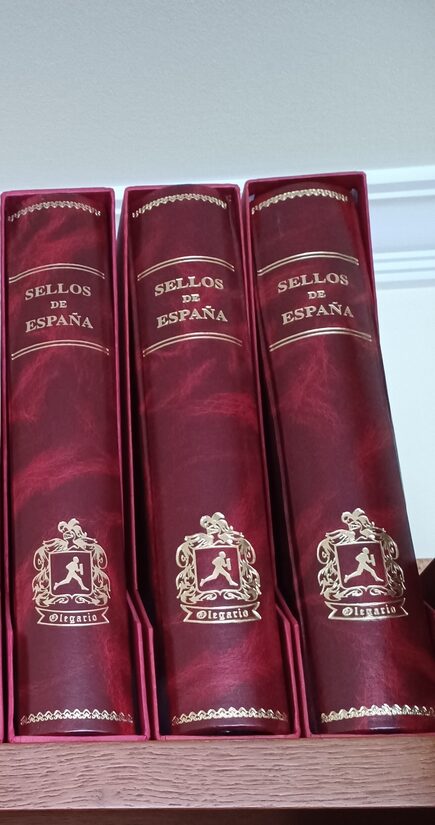 SELLOS
DE
ESPAÑA
Olegario
SELLOS
DE
ESPAÑA
Olegario
SELLOS
DE
ESPAÑA
Olegario